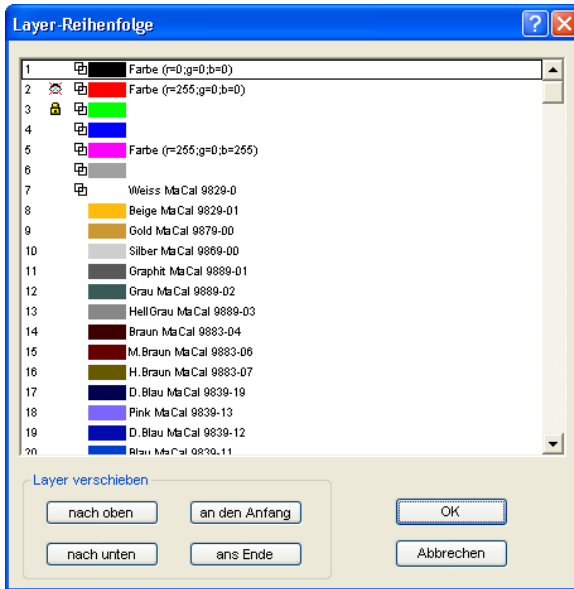 Layer-Reihenfolge
1 Farbe (r=0;g=0;b=0)
2 Farbe (r=255;g=0;b=0)
3
4
5 Farbe (r=255;g=0;b=255)
6
7 Weiss MaCal 9829-0
8 Beige MaCal 9829-01
9 Gold MaCal 9879-00
10 Silber MaCal 9869-00
11 Graphit MaCal 9889-01
12 Grau MaCal 9889-02
13 HellGrau MaCal 9889-03
14 Braun MaCal 9883-04
15 M.Braun MaCal 9883-06
16 H.Braun MaCal 9883-07
17 D.Blau MaCal 9839-19
18 Pink MaCal 9839-13
19 D.Blau MaCal 9839-12
20 Blau MaCal 9839-11
Layer verschieben
nach oben an den Anfang OK
nach unten ans Ende Abbrechen